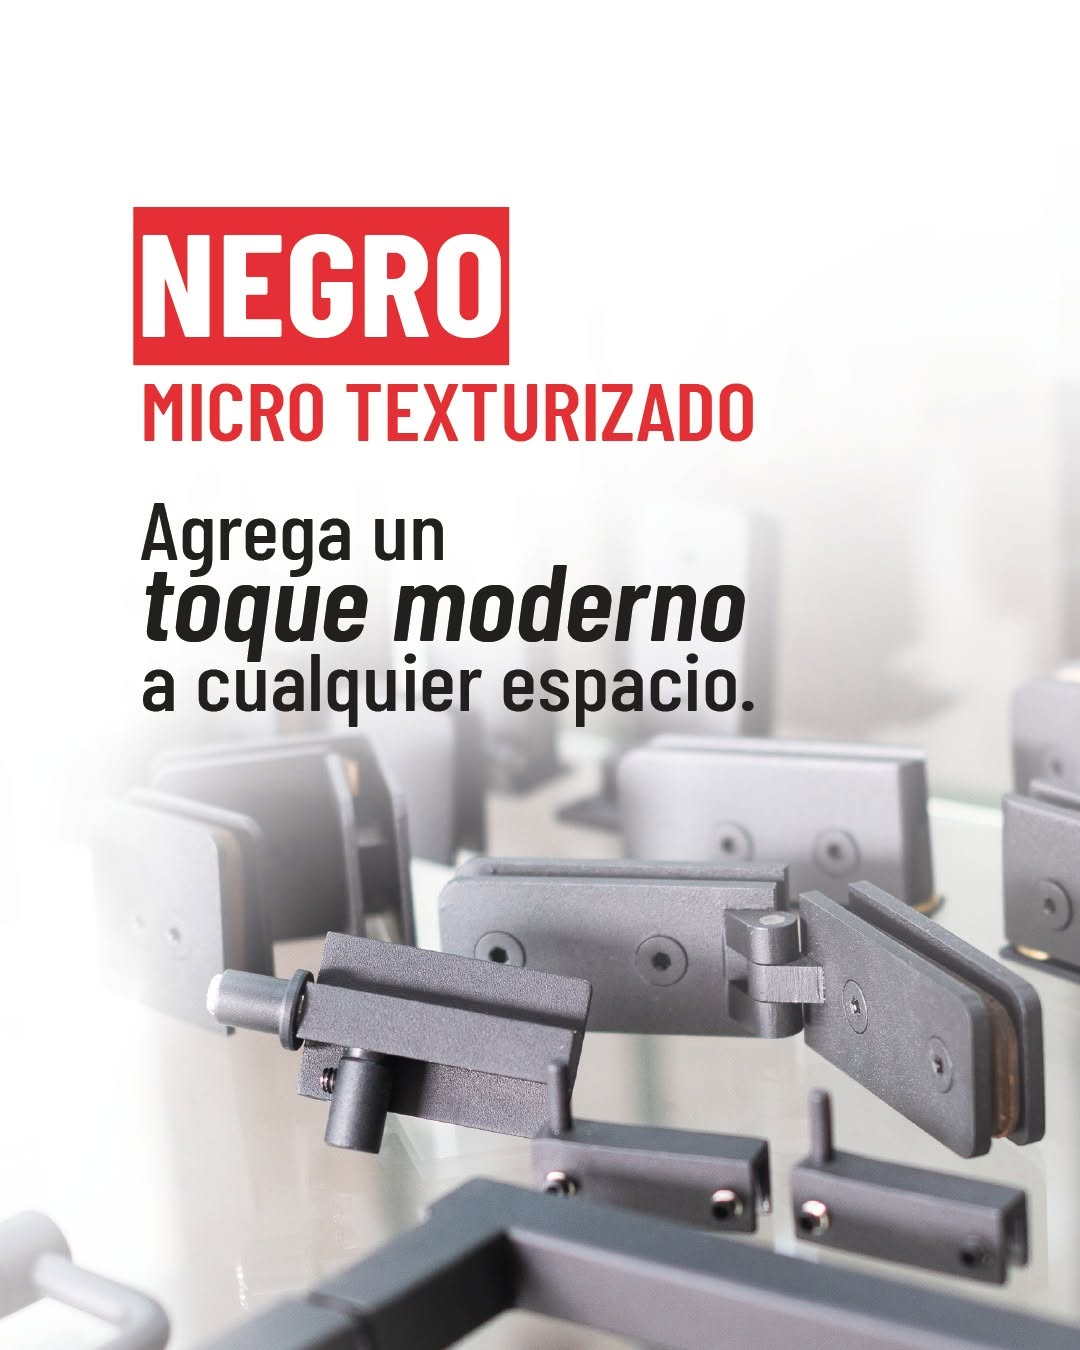 NEGRO
MICRO TEXTURIZADO
Agrega un
toque moderno
a cualquier espacio.